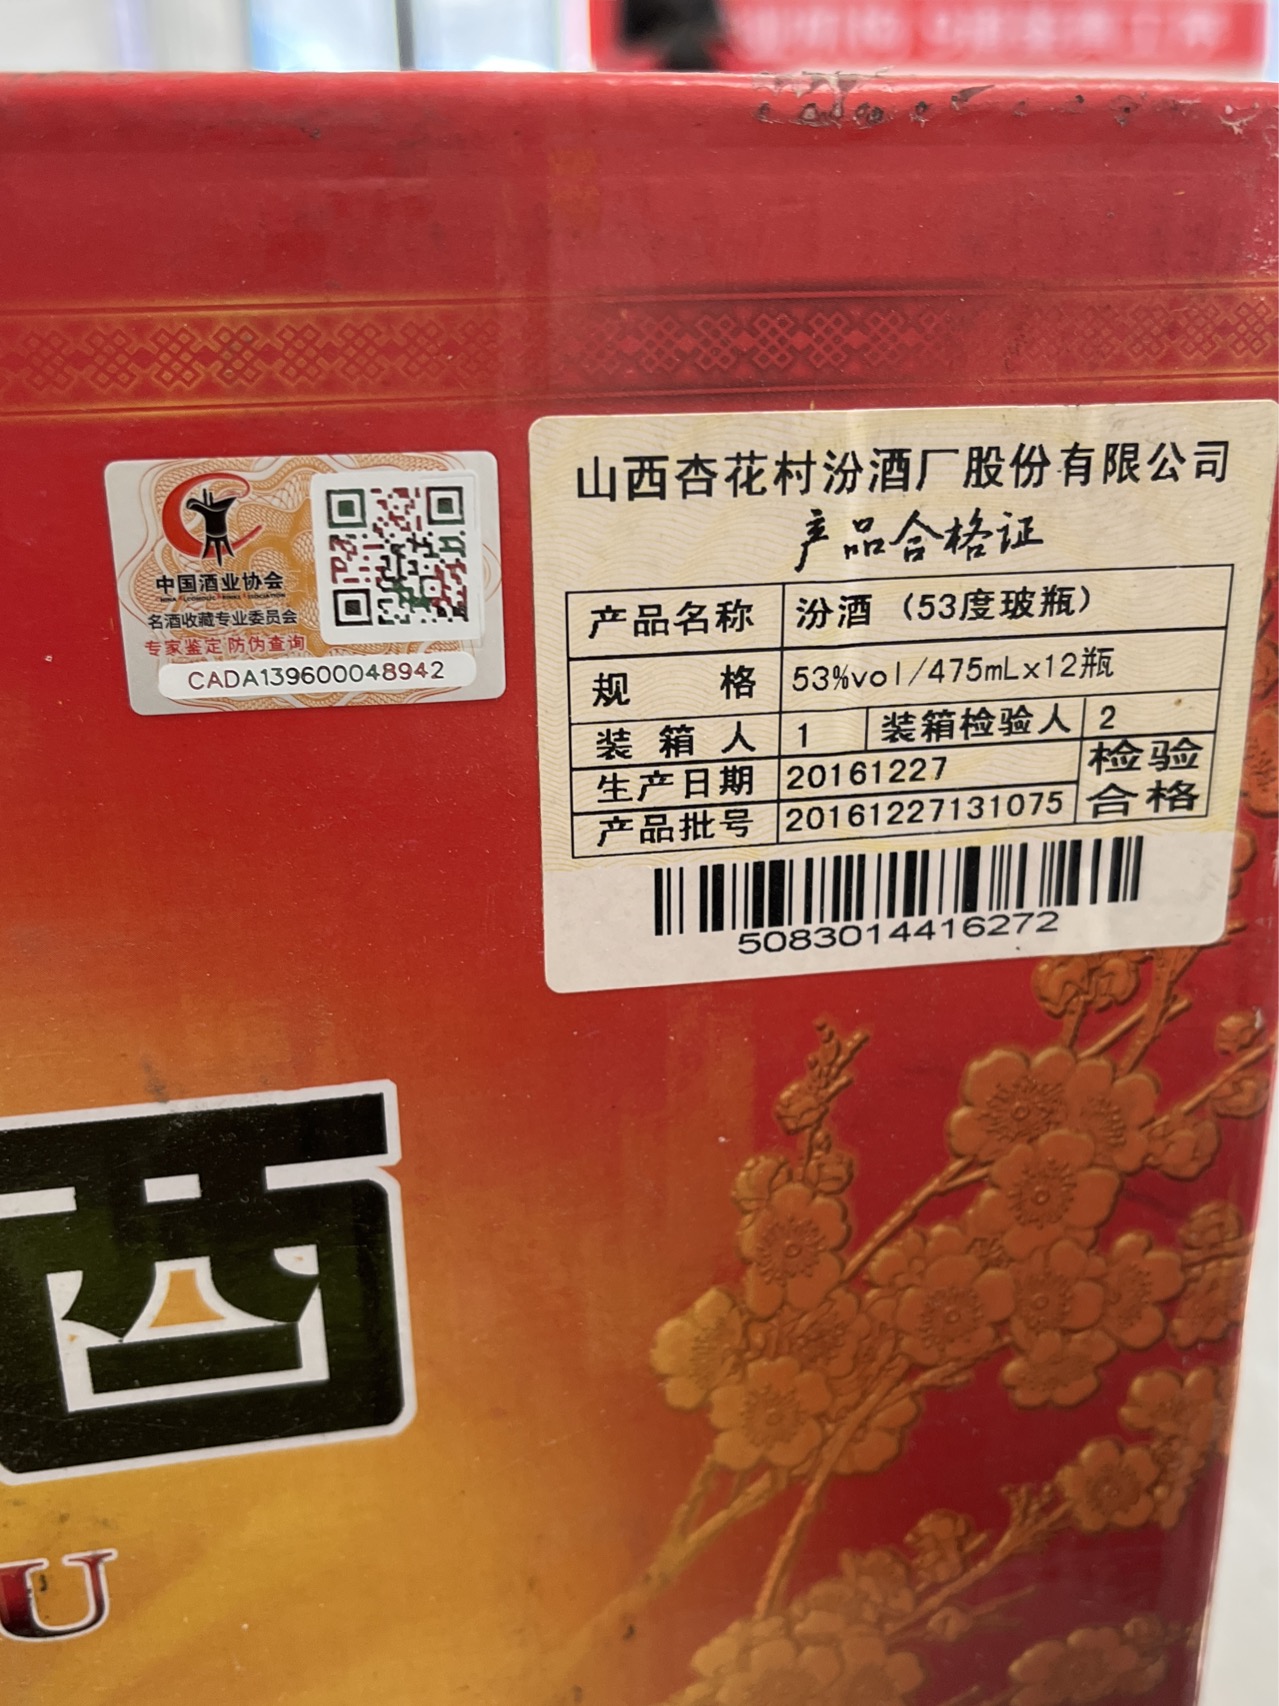 中国酒业协会
名酒收藏专业委员会
专家鉴定 防伪查询
CADA139600048942
山西杏花村汾酒厂股份有限公司
产品合格证
产品名称 汾酒（53度玻瓶）
规 格 53%vol/475mLx12瓶
装 箱 人 1 装箱检验人 2
生产日期 20161227
检验合格
产品批号 20161227131075
5083014416272
U